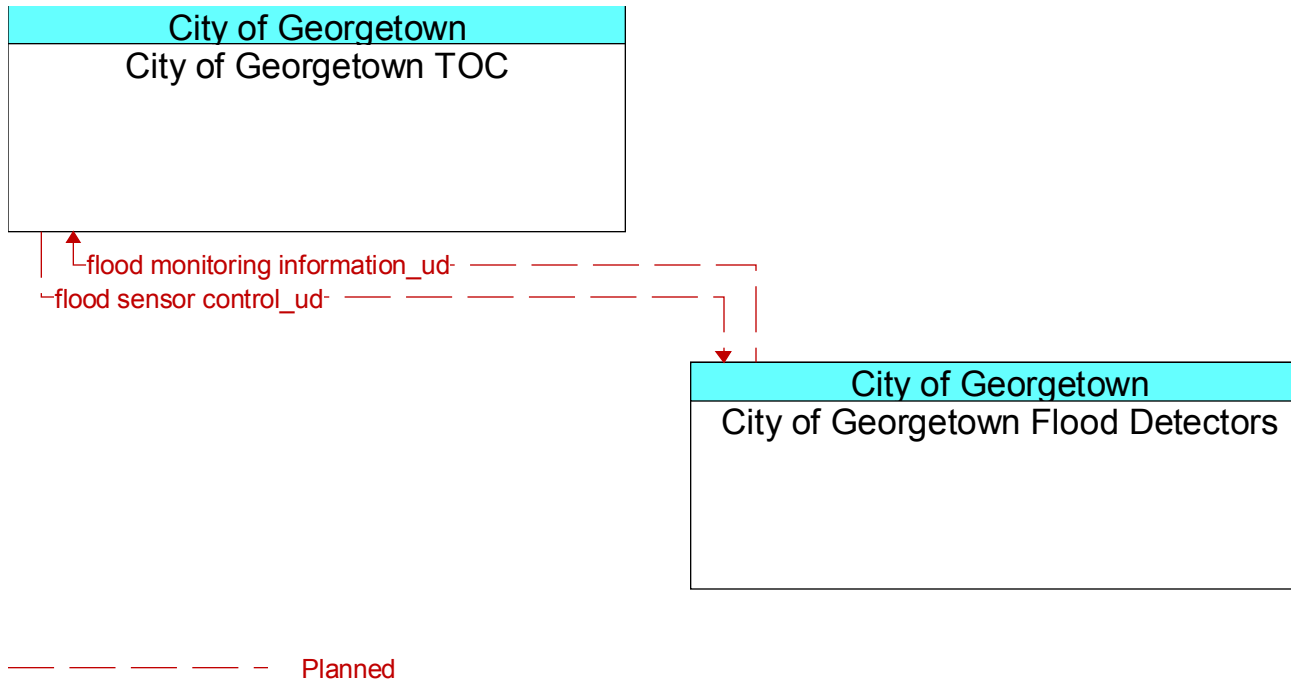 City of Georgetown
City of Georgetown TOC
flood monitoring information_ud
flood sensor control_ud
City of Georgetown
City of Georgetown Flood Detectors
Planned